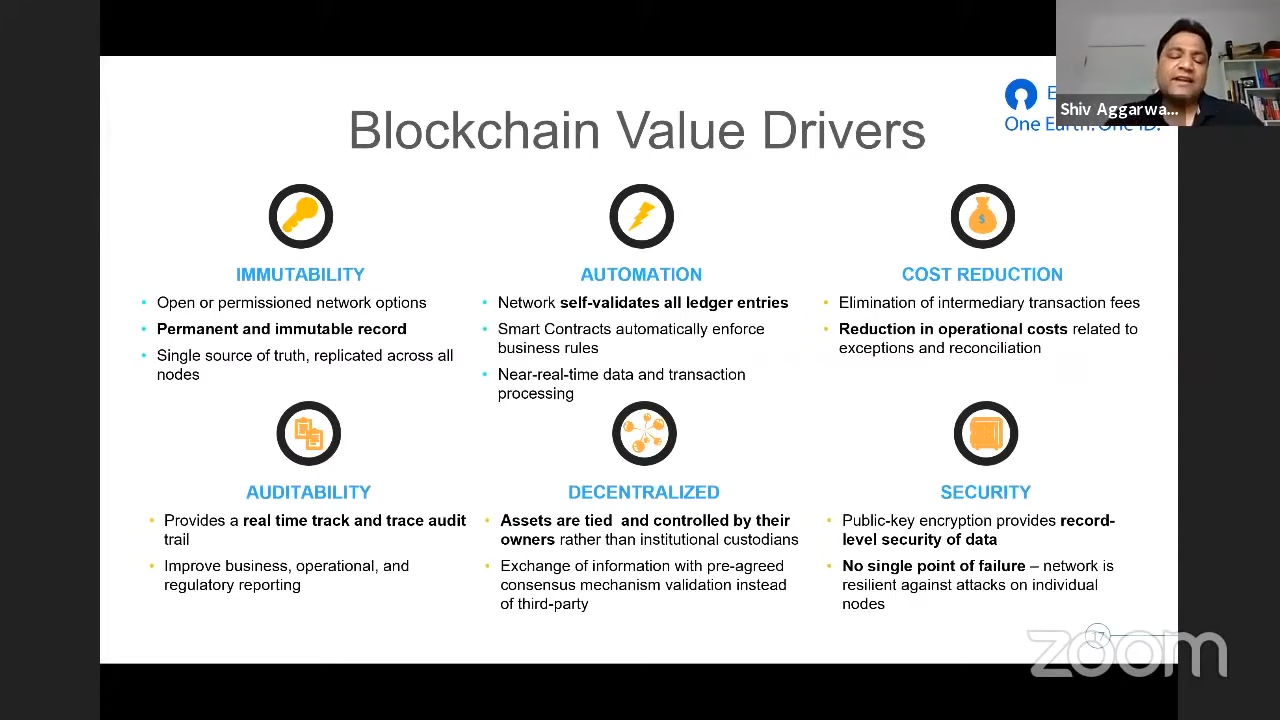 Shiv Aggarwa...
One Earth. One ID.
Blockchain Value Drivers
$
IMMUTABILITY
• Open or permissioned network options
• Permanent and immutable record
• Single source of truth, replicated across all
nodes
AUTOMATION
• Network self-validates all ledger entries
• Smart Contracts automatically enforce
business rules
• Near-real-time data and transaction
processing
COST REDUCTION
• Elimination of intermediary transaction fees
• Reduction in operational costs related to
exceptions and reconciliation
AUDITABILITY
• Provides a real time track and trace audit
trail
• Improve business, operational, and
regulatory reporting
DECENTRALIZED
• Assets are tied and controlled by their
owners rather than institutional custodians
• Exchange of information with pre-agreed
consensus mechanism validation instead
of third-party
SECURITY
• Public-key encryption provides record-
level security of data
• No single point of failure – network is
resilient against attacks on individual
nodes
17
zoom